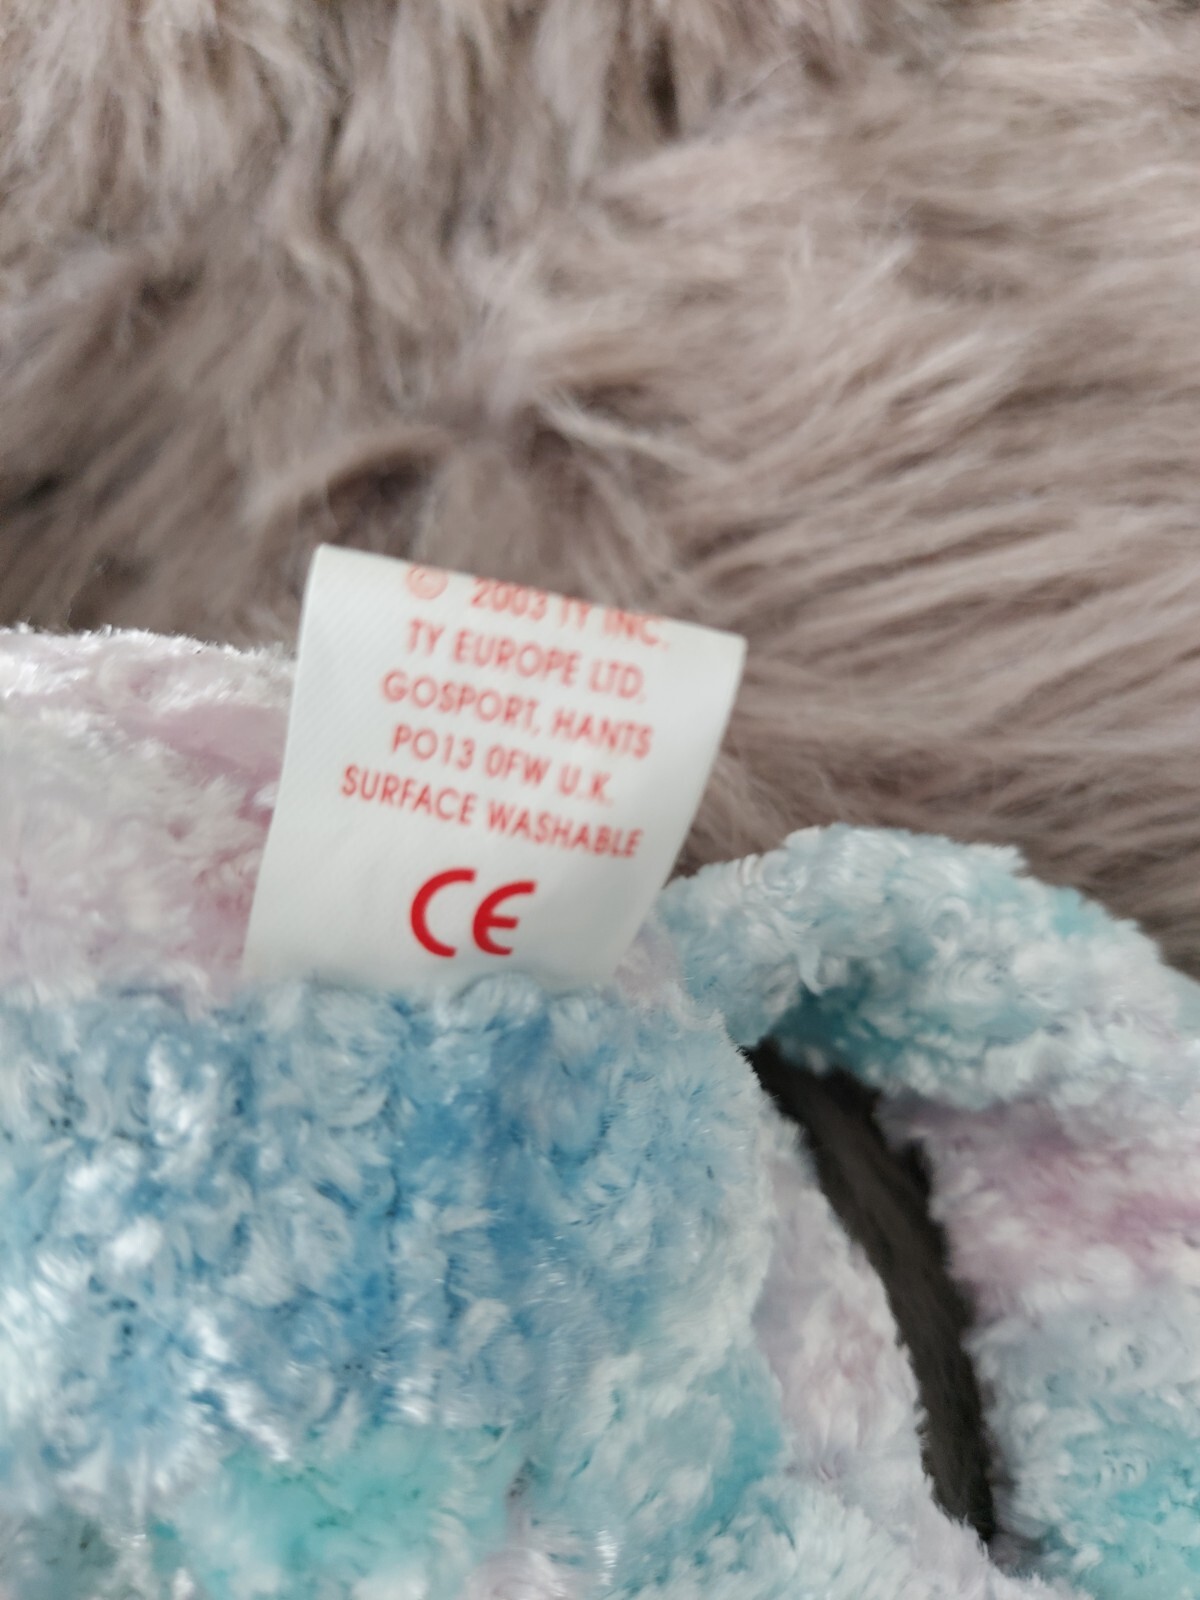 © 2003 TY INC.
TY EUROPE LTD.
GOSPORT, HANTS
PO13 0FW U.K.
SURFACE WASHABLE
CE